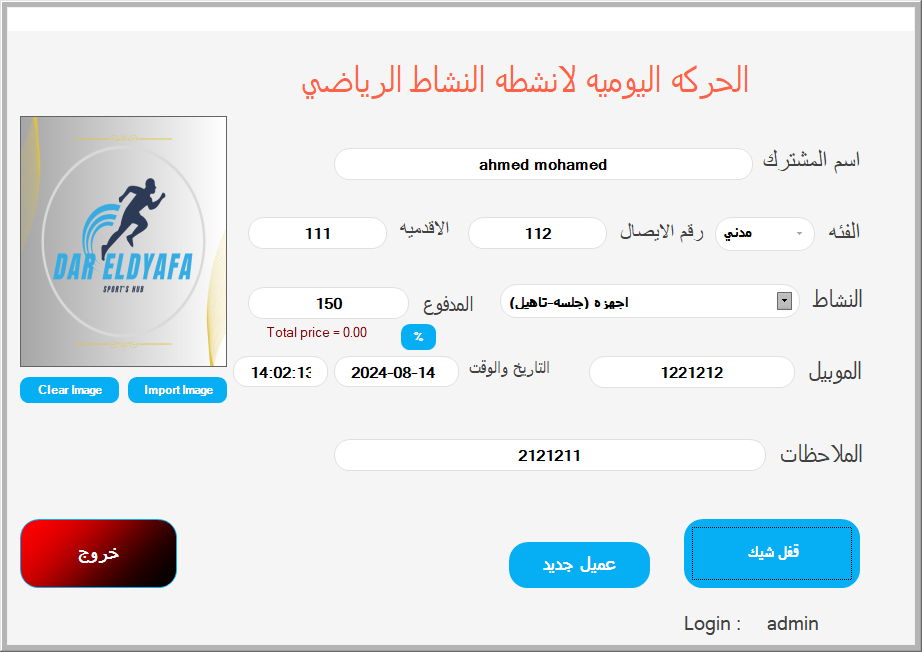 الحركه اليوميه لانشطه النشاط الرياضي
اسم المشترك ahmed mohamed
الفئه مدني رقم الايصال 112 الاقدميه 111
النشاط اجهزه (جلسه-تاهيل) المدفوع 150
% Total price = 0.00
الموبيل 1221212 التاريخ والوقت 2024-08-14 14:02:13
الملاحظات 2121211
DAR ELDYAFA
SPORT'S HUB
Clear Image Import Image
قفل شيك عميل جديد خروج
Login : admin